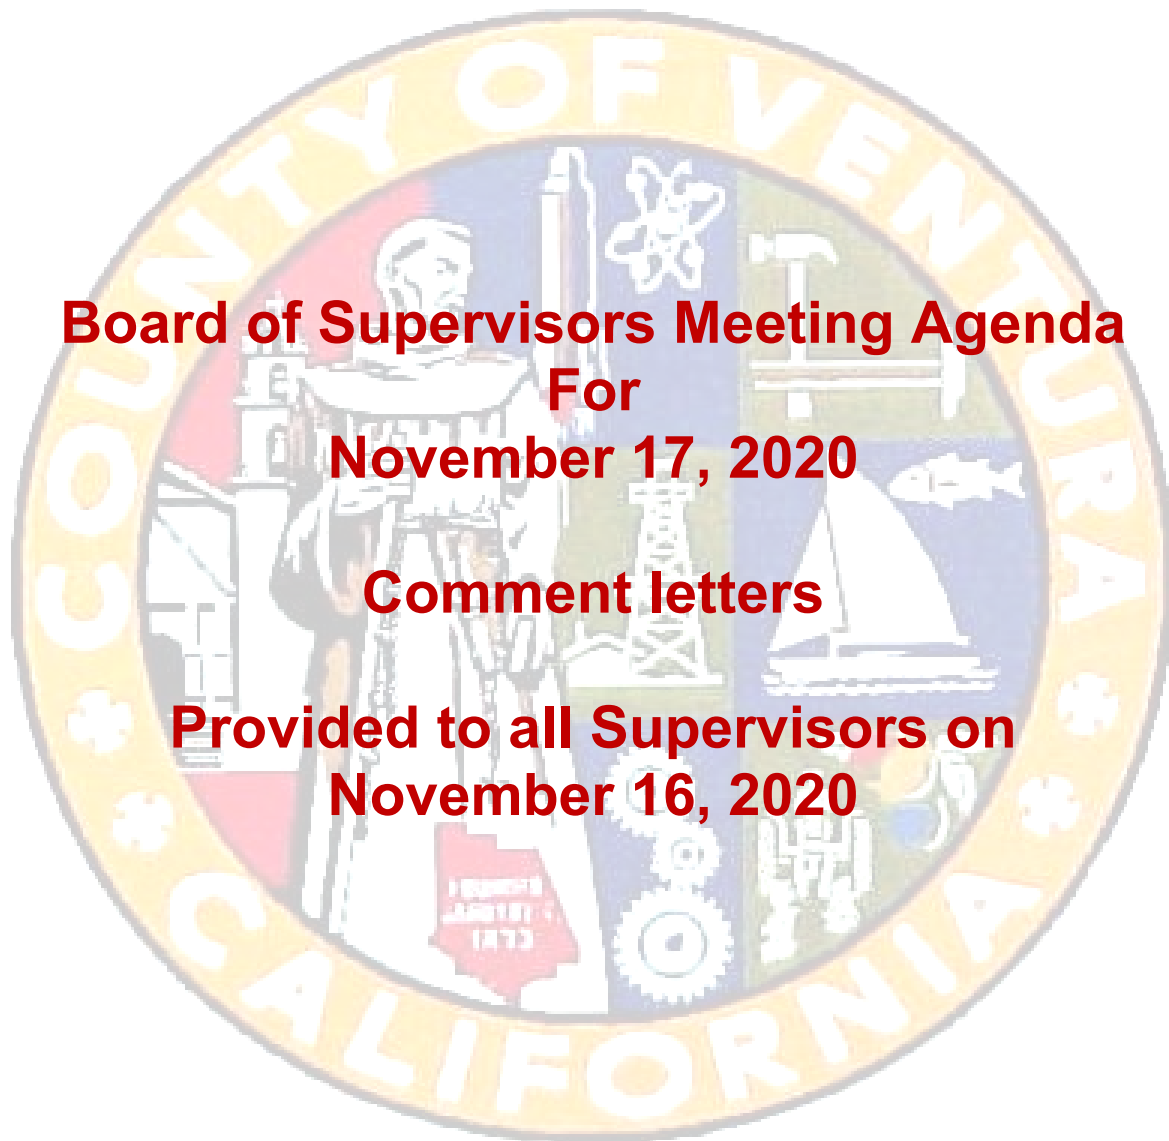 COUNTY OF VENTURA
Board of Supervisors Meeting Agenda
For
November 17, 2020
Comment letters
Provided to all Supervisors on
November 16, 2020
1873
CALIFORNIA